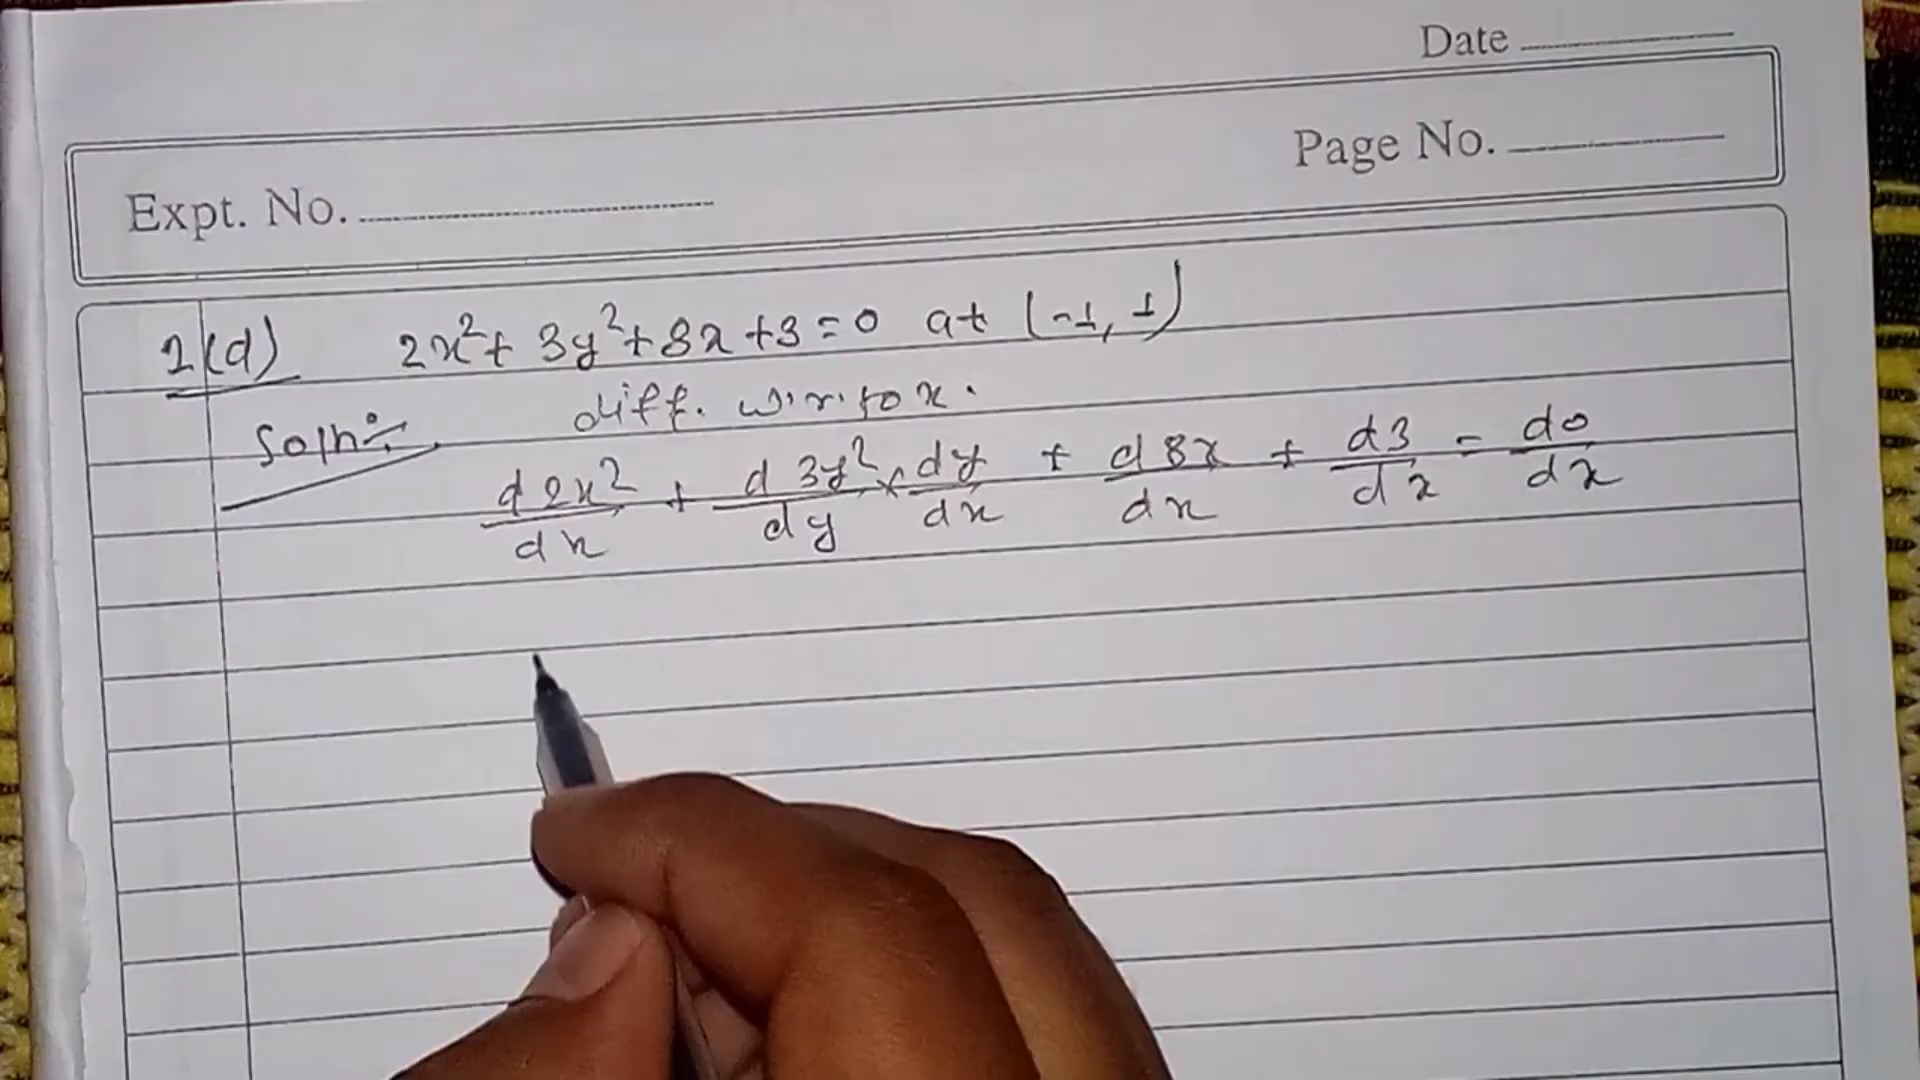 Date
Page No.
Expt. No.
1(d) 2x²+ 3y²+8x+3=0 at (-1, 1)
Soln:- diff. w.r.to x.
d2x²/dx + d3y²/dy × dy/dx + d8x/dx + d3/dx = d0/dx